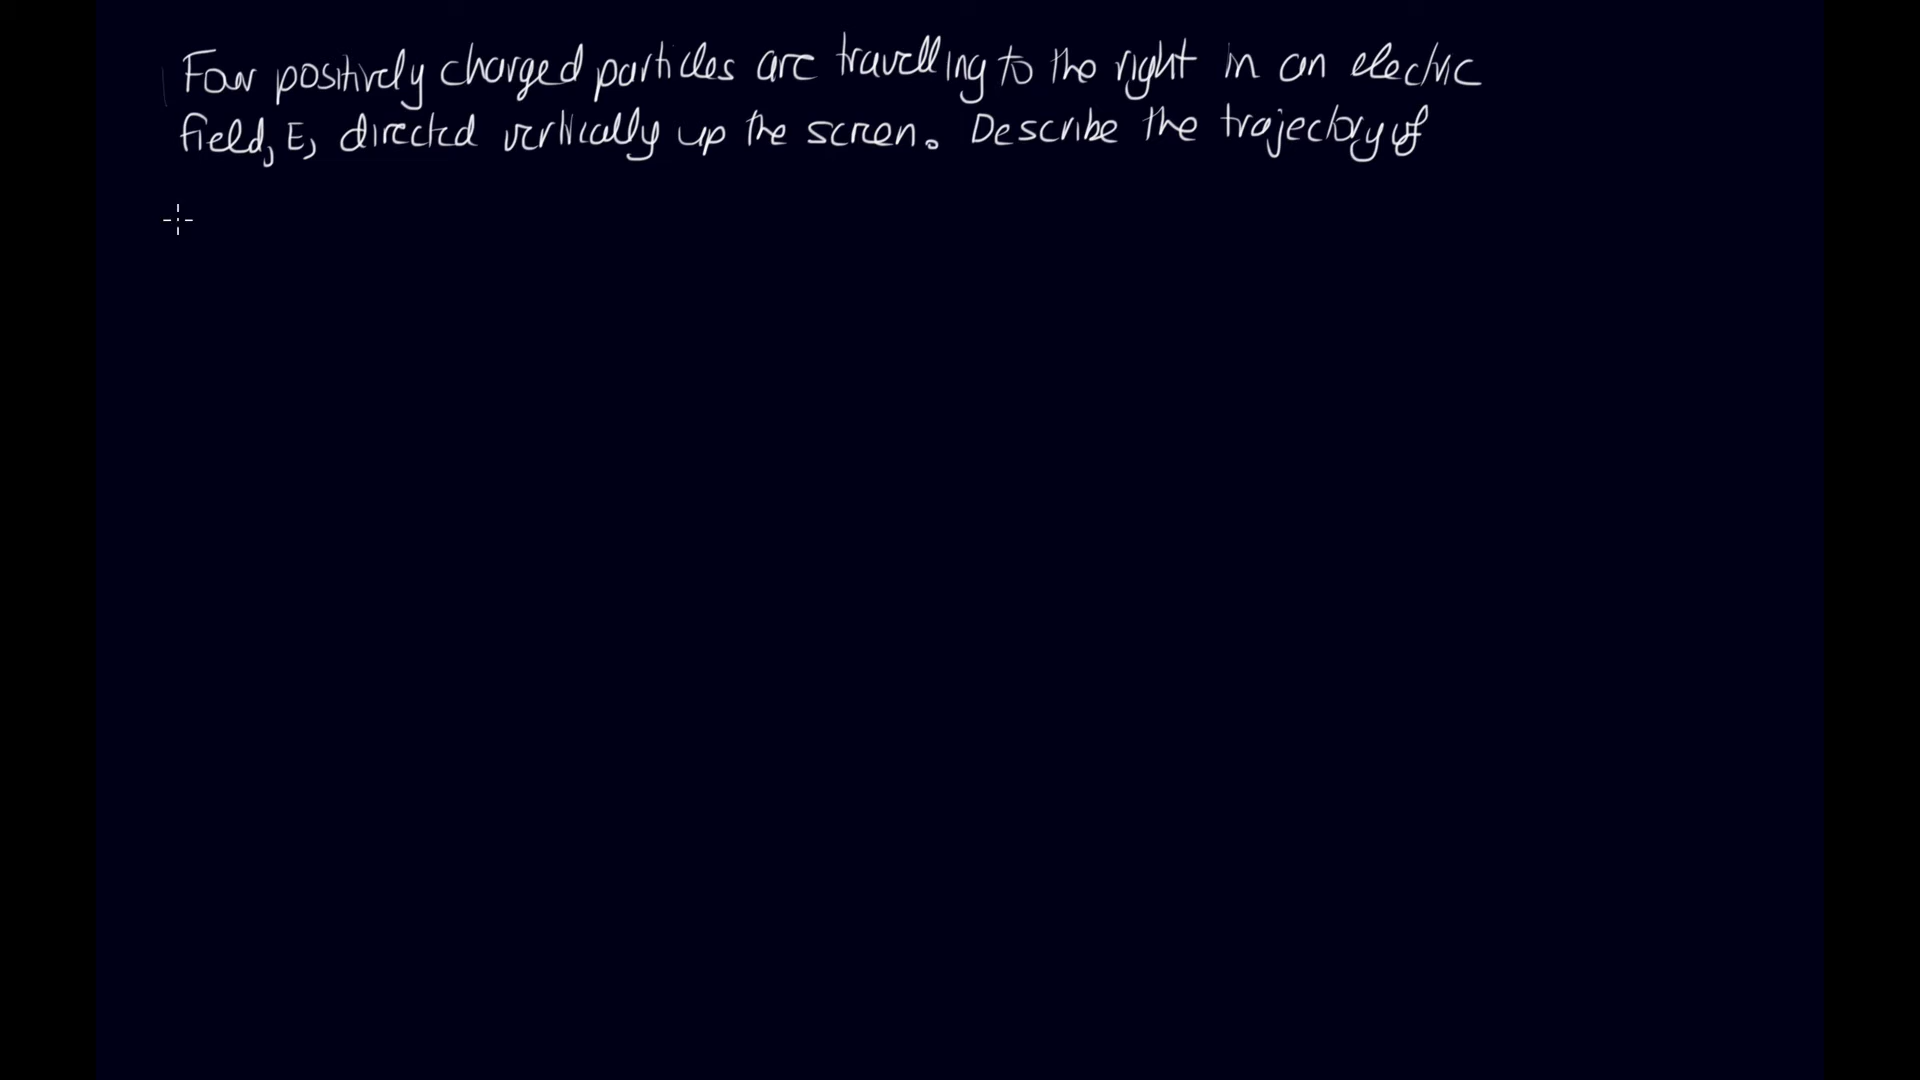 Four positively charged particles are travelling to the right in an electric
field, E, directed vertically up the screen. Describe the trajectory of